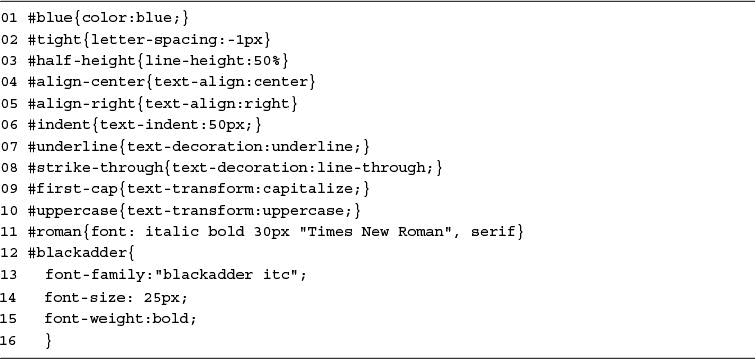 01 #blue{color:blue;}
02 #tight{letter-spacing:-1px}
03 #half-height{line-height:50%}
04 #align-center{text-align:center}
05 #align-right{text-align:right}
06 #indent{text-indent:50px;}
07 #underline{text-decoration:underline;}
08 #strike-through{text-decoration:line-through;}
09 #first-cap{text-transform:capitalize;}
10 #uppercase{text-transform:uppercase;}
11 #roman{font: italic bold 30px "Times New Roman", serif}
12 #blackadder{
13   font-family:"blackadder itc";
14   font-size: 25px;
15   font-weight:bold;
16   }